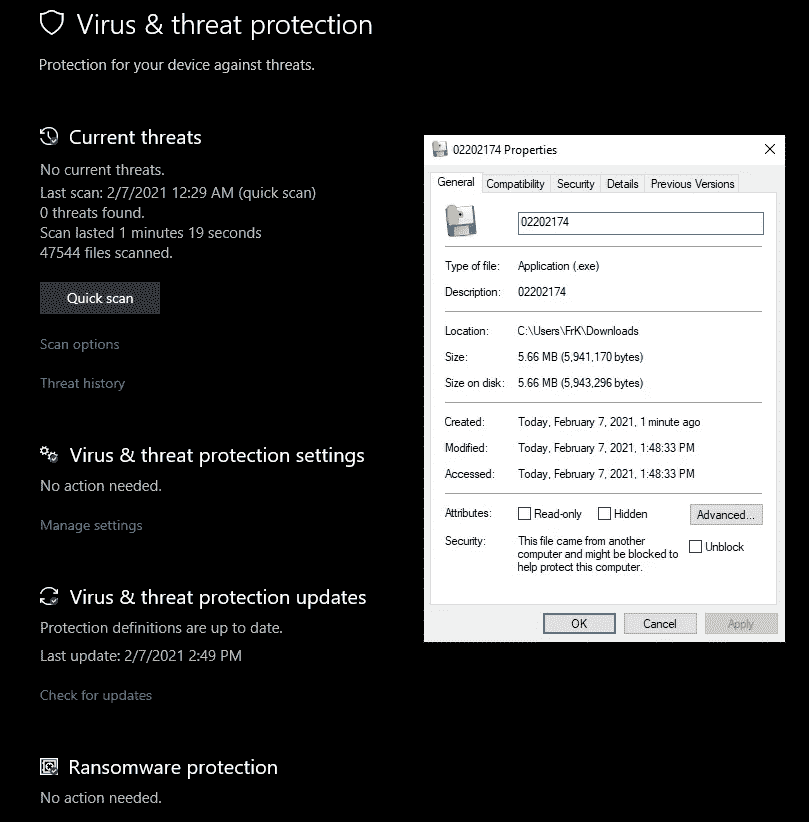 Virus & threat protection
Protection for your device against threats.
Current threats
No current threats.
Last scan: 2/7/2021 12:29 AM (quick scan)
0 threats found.
Scan lasted 1 minutes 19 seconds
47544 files scanned.
Quick scan
Scan options
Threat history
Virus & threat protection settings
No action needed.
Manage settings
Virus & threat protection updates
Protection definitions are up to date.
Last update: 2/7/2021 2:49 PM
Check for updates
Ransomware protection
No action needed.
02202174 Properties
General Compatibility Security Details Previous Versions
02202174
Type of file: Application (.exe)
Description: 02202174
Location: C:\Users\FrK\Downloads
Size: 5.66 MB (5,941,170 bytes)
Size on disk: 5.66 MB (5,943,296 bytes)
Created: Today, February 7, 2021, 1 minute ago
Modified: Today, February 7, 2021, 1:48:33 PM
Accessed: Today, February 7, 2021, 1:48:33 PM
Attributes: Read-only Hidden Advanced...
Security: This file came from another
computer and might be blocked to
help protect this computer.
Unblock
OK Cancel Apply